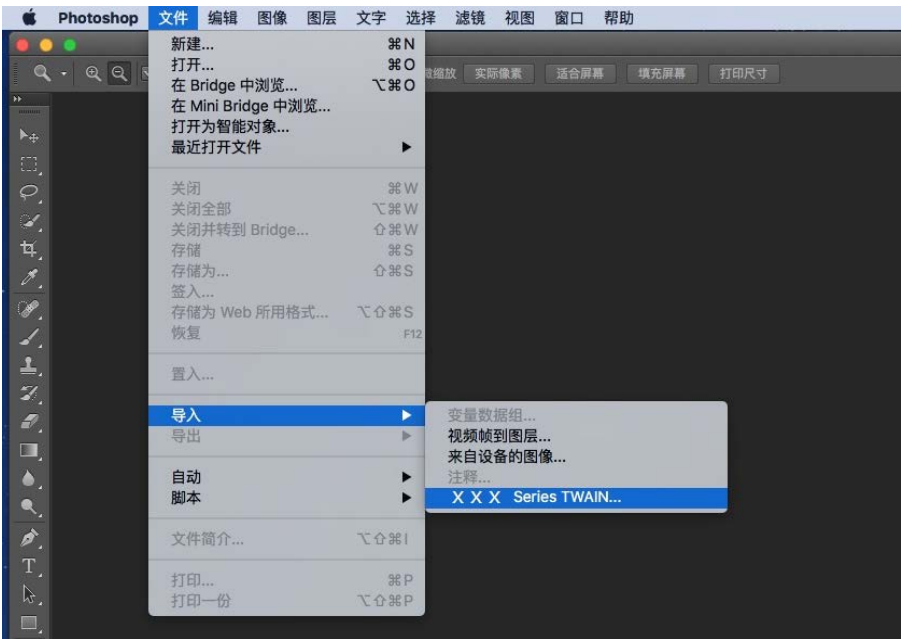 Photoshop 文件 编辑 图像 图层 文字 选择 滤镜 视图 窗口 帮助
缩放 实际像素 适合屏幕 填充屏幕 打印尺寸
新建... ⌘N
打开... ⌘O
在 Bridge 中浏览... ⌥⌘O
在 Mini Bridge 中浏览...
打开为智能对象...
最近打开文件
关闭 ⌘W
关闭全部 ⌥⌘W
关闭并转到 Bridge... ⇧⌘W
存储 ⌘S
存储为... ⇧⌘S
签入...
存储为 Web 所用格式... ⌥⇧⌘S
恢复 F12
置入...
导入
导出
变量数据组...
视频帧到图层...
来自设备的图像...
注释...
X X X Series TWAIN...
自动
脚本
文件简介... ⌥⇧⌘I
打印... ⌘P
打印一份 ⌥⇧⌘P